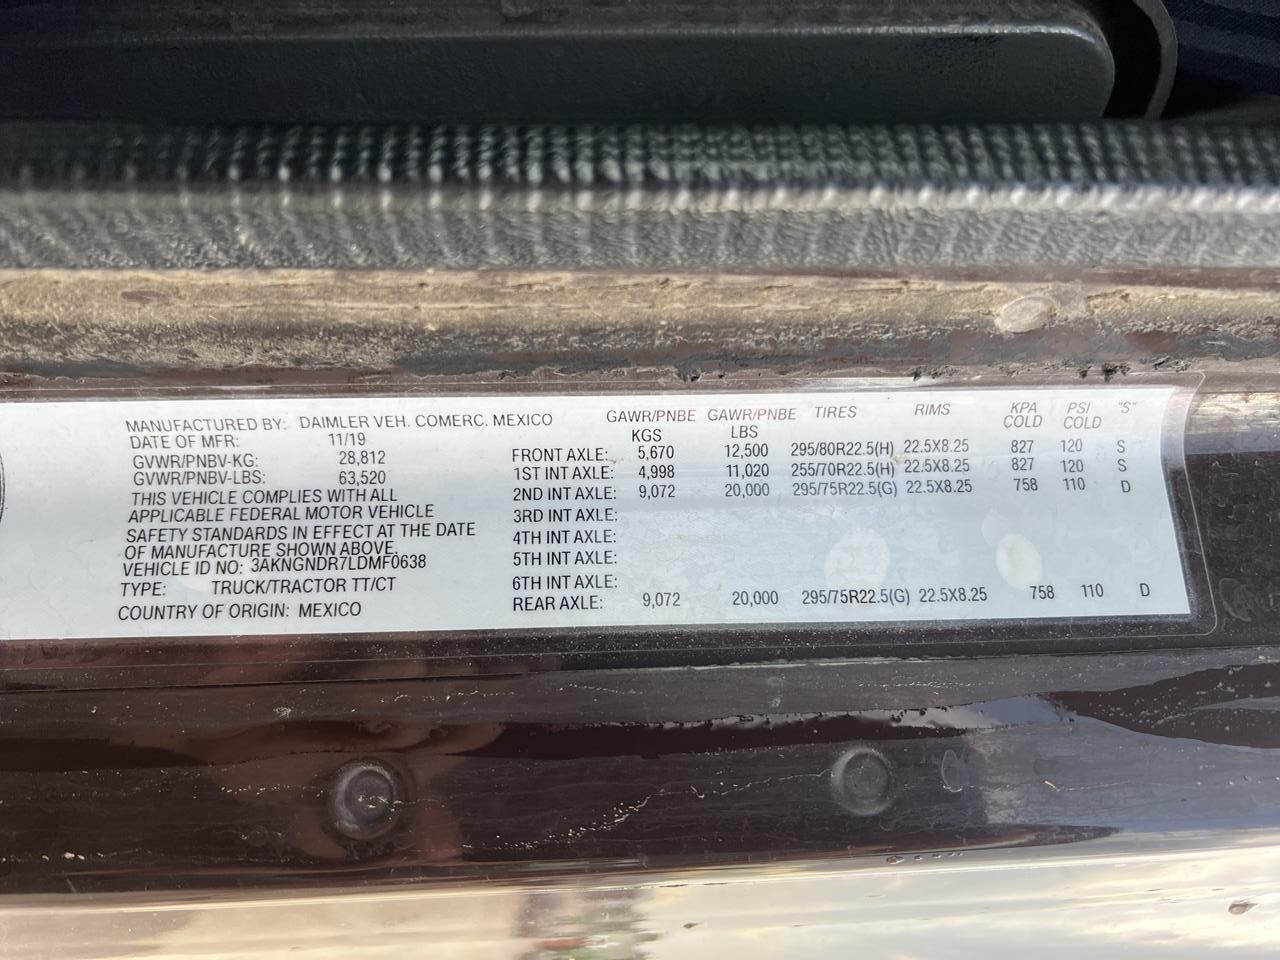 MANUFACTURED BY: DAIMLER VEH. COMERC. MEXICO
DATE OF MFR: 11/19
GVWR/PNBV-KG: 28,812
GVWR/PNBV-LBS: 63,520
THIS VEHICLE COMPLIES WITH ALL
APPLICABLE FEDERAL MOTOR VEHICLE
SAFETY STANDARDS IN EFFECT AT THE DATE
OF MANUFACTURE SHOWN ABOVE.
VEHICLE ID NO: 3AKNGNDR7LDMF0638
TYPE: TRUCK/TRACTOR TT/CT
COUNTRY OF ORIGIN: MEXICO
GAWR/PNBE KGS GAWR/PNBE LBS TIRES RIMS KPA COLD PSI COLD "S"
FRONT AXLE: 5,670 12,500 295/80R22.5(H) 22.5X8.25 827 120 S
1ST INT AXLE: 4,998 11,020 255/70R22.5(H) 22.5X8.25 827 120 S
2ND INT AXLE: 9,072 20,000 295/75R22.5(G) 22.5X8.25 758 110 D
3RD INT AXLE:
4TH INT AXLE:
5TH INT AXLE:
6TH INT AXLE:
REAR AXLE: 9,072 20,000 295/75R22.5(G) 22.5X8.25 758 110 D